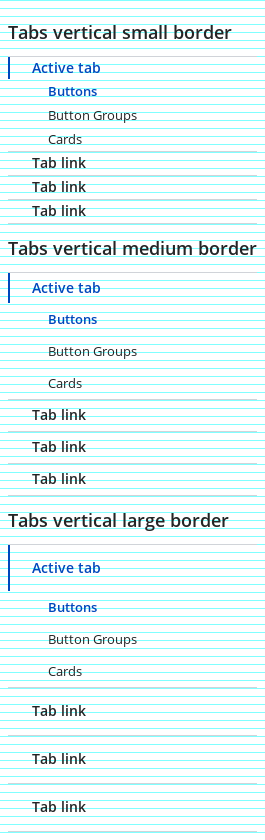 Tabs vertical small border
Active tab
Buttons
Button Groups
Cards
Tab link
Tab link
Tab link
Tabs vertical medium border
Active tab
Buttons
Button Groups
Cards
Tab link
Tab link
Tab link
Tabs vertical large border
Active tab
Buttons
Button Groups
Cards
Tab link
Tab link
Tab link